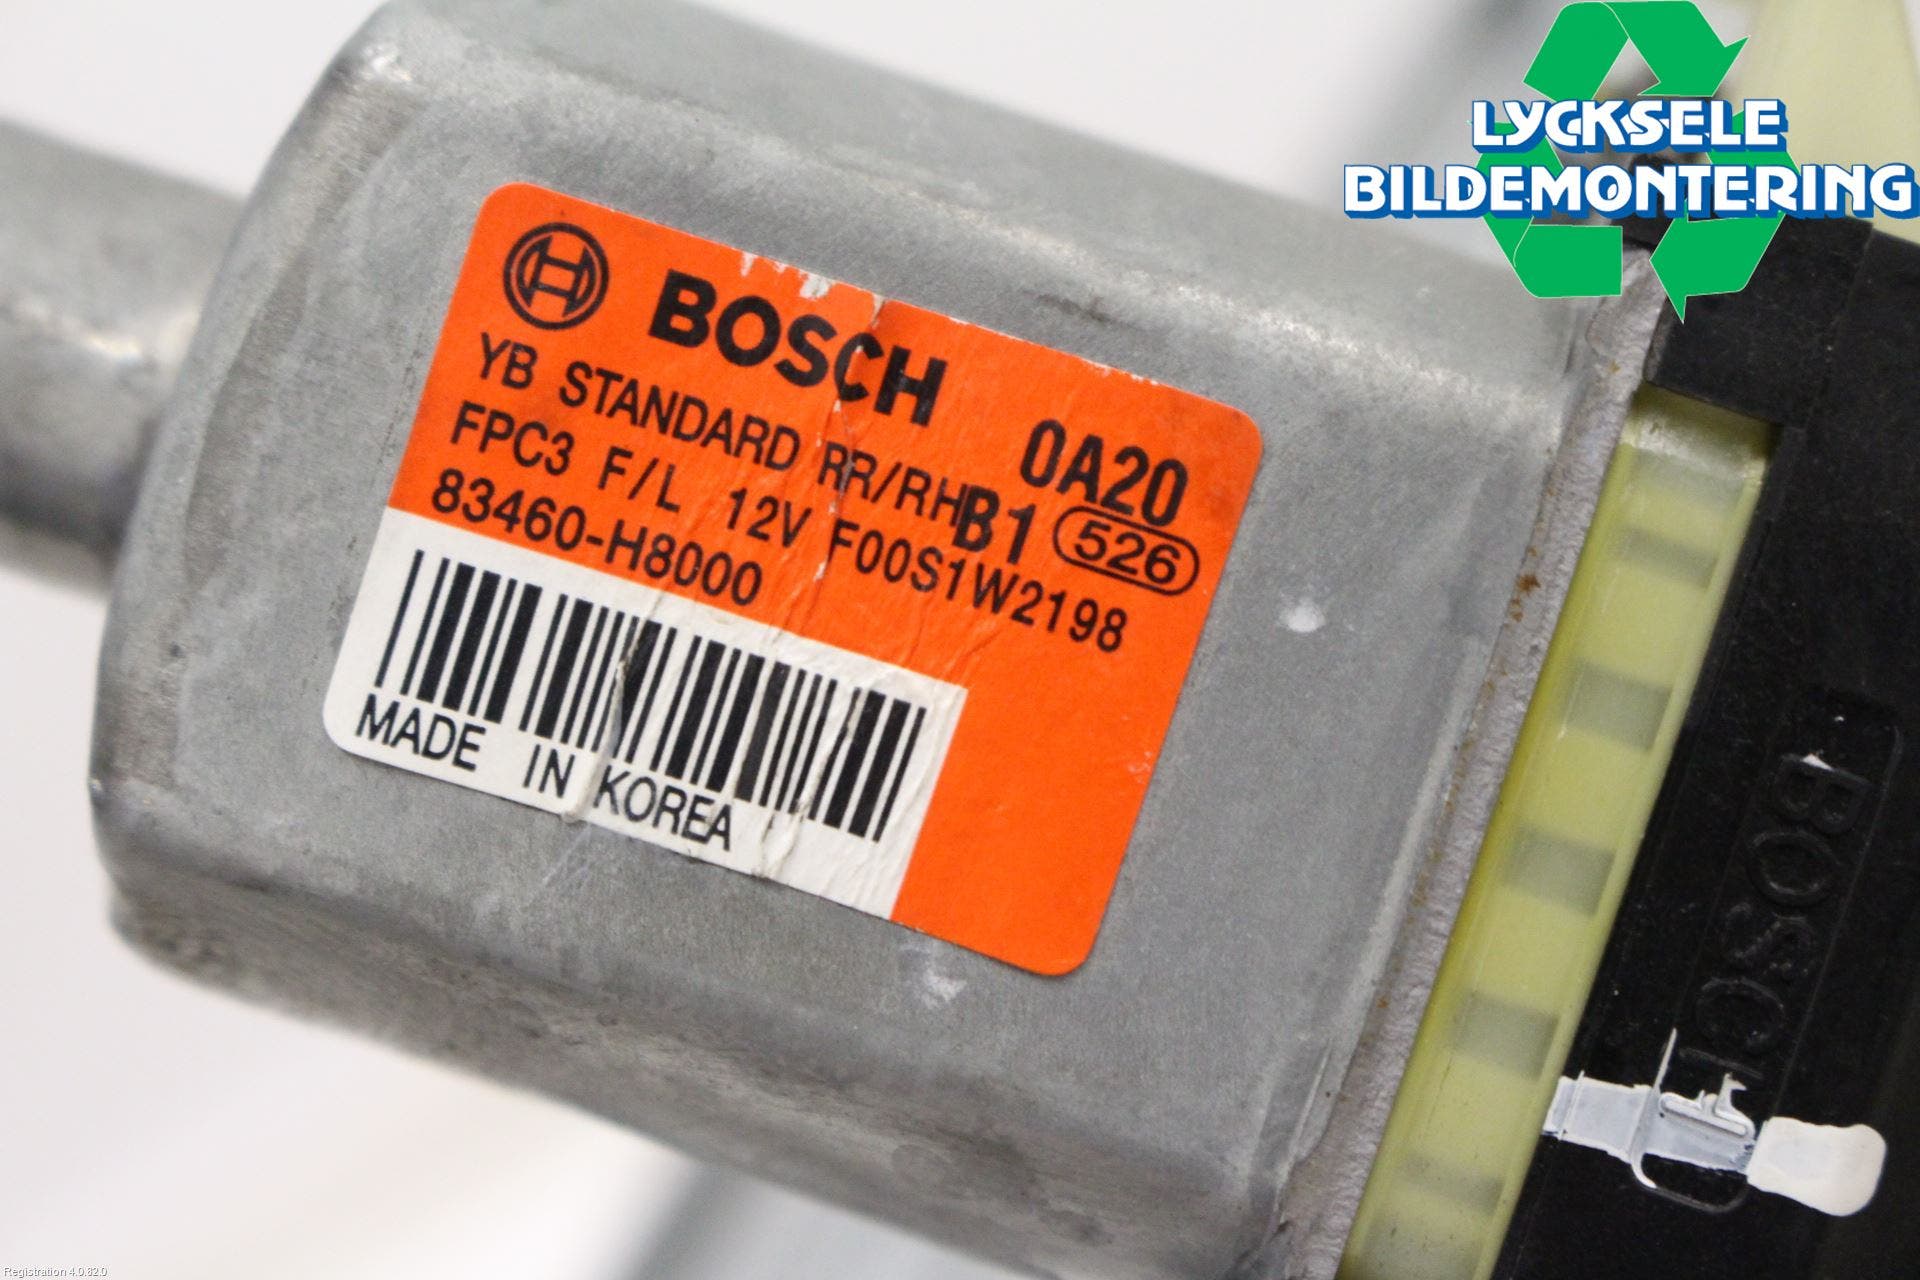 LYCKSELE
BILDEMONTERING
BOSCH 0A20
YB STANDARD RR/RH B1 526
FPC3 F/L 12V F00S1W2198
83460-H8000
MADE IN KOREA
BOSCH
Registration 4.0.82.0